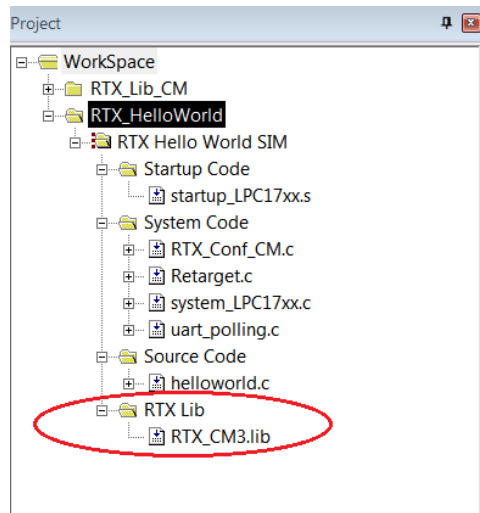 Project
WorkSpace
RTX_Lib_CM
RTX_HelloWorld
RTX Hello World SIM
Startup Code
startup_LPC17xx.s
System Code
RTX_Conf_CM.c
Retarget.c
system_LPC17xx.c
uart_polling.c
Source Code
helloworld.c
RTX Lib
RTX_CM3.lib